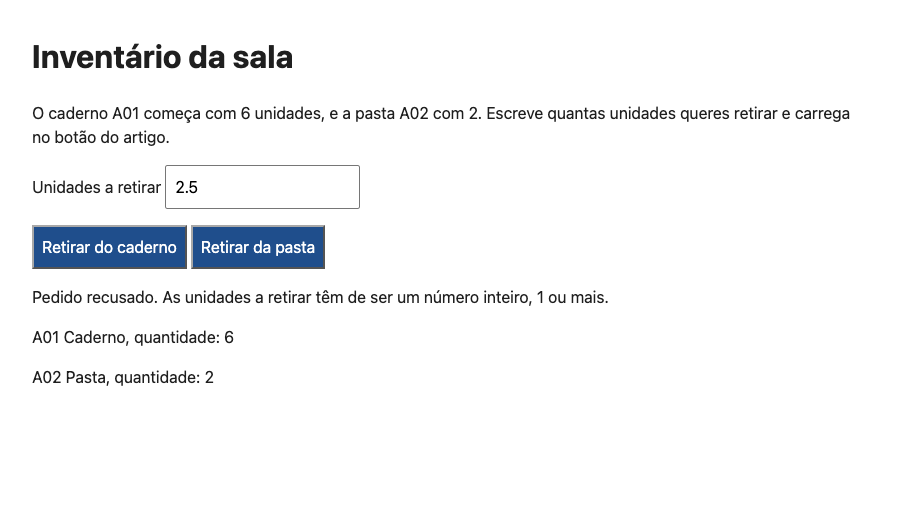 Inventário da sala
O caderno A01 começa com 6 unidades, e a pasta A02 com 2. Escreve quantas unidades queres retirar e carrega
no botão do artigo.
Unidades a retirar 2.5
Retirar do caderno Retirar da pasta
Pedido recusado. As unidades a retirar têm de ser um número inteiro, 1 ou mais.
A01 Caderno, quantidade: 6
A02 Pasta, quantidade: 2